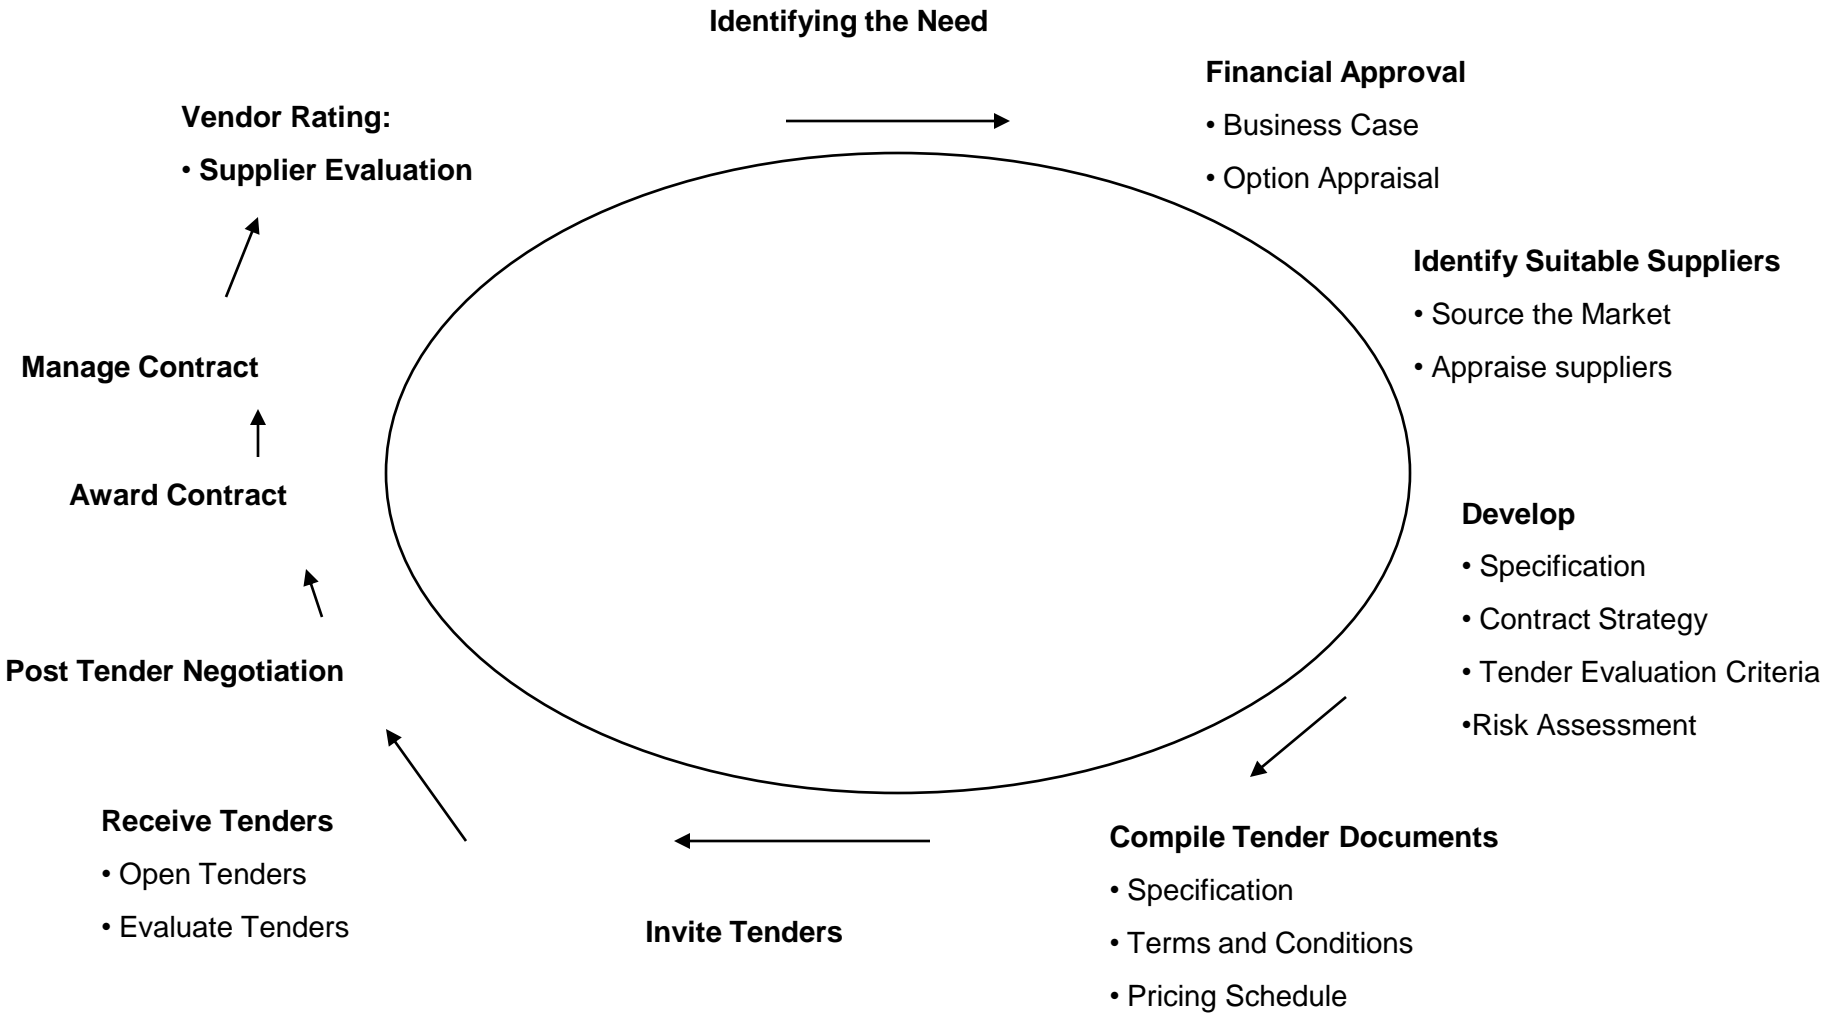 Identifying the Need
Financial Approval
• Business Case
• Option Appraisal
Identify Suitable Suppliers
• Source the Market
• Appraise suppliers
Develop
• Specification
• Contract Strategy
• Tender Evaluation Criteria
•Risk Assessment
Compile Tender Documents
• Specification
• Terms and Conditions
• Pricing Schedule
Invite Tenders
Receive Tenders
• Open Tenders
• Evaluate Tenders
Post Tender Negotiation
Award Contract
Manage Contract
Vendor Rating:
• Supplier Evaluation